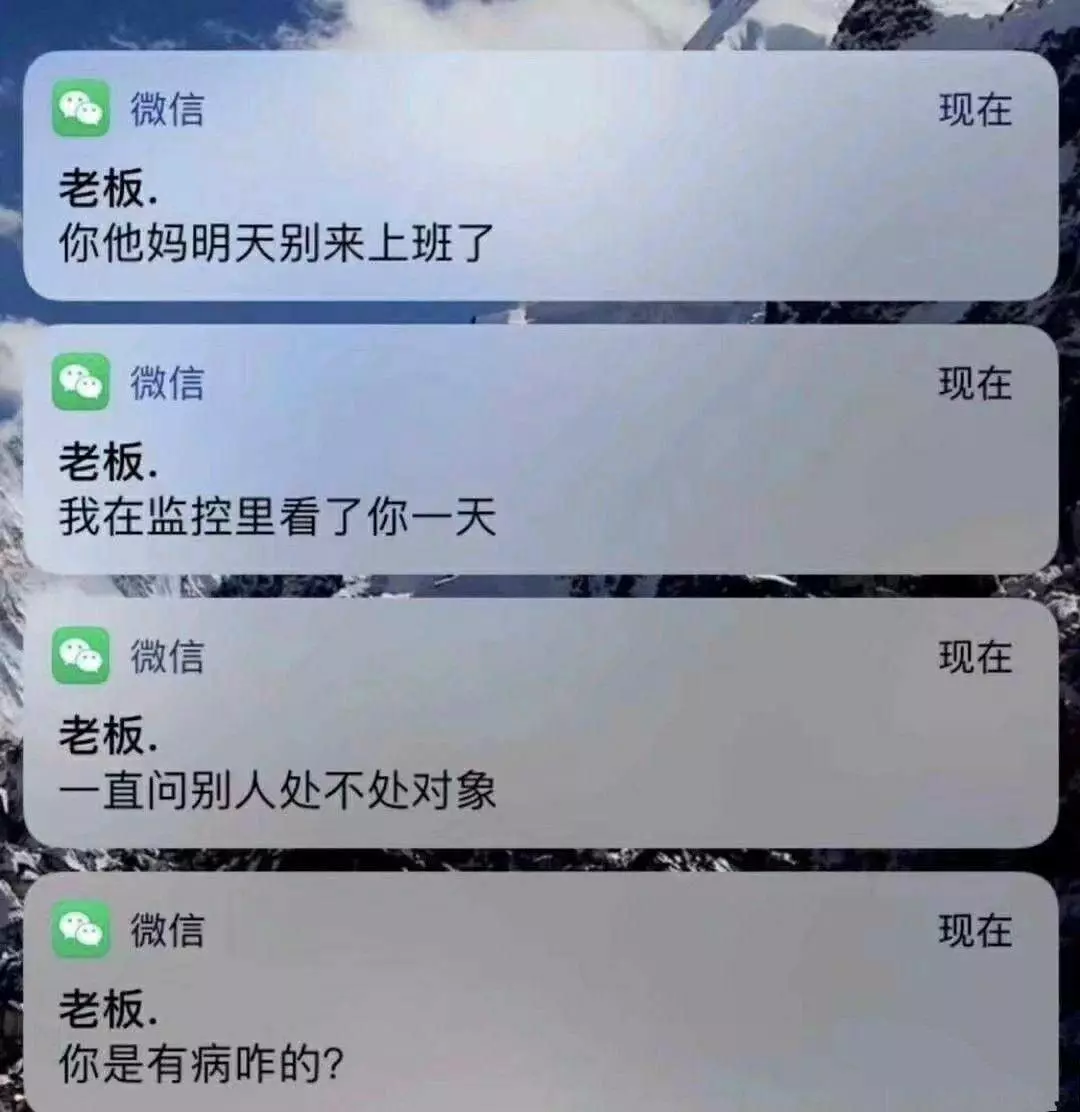 微信 现在
老板.
你他妈明天别来上班了
微信 现在
老板.
我在监控里看了你一天
微信 现在
老板.
一直问别人处不处对象
微信 现在
老板.
你是有病咋的?